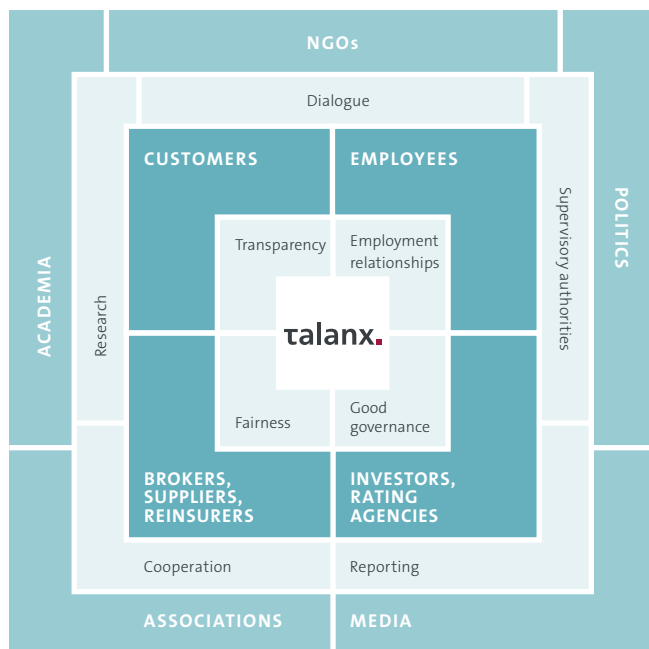 NGOs
Dialogue
CUSTOMERS
EMPLOYEES
Transparency
Employment
relationships
ACADEMIA
Research
Supervisory authorities
POLITICS
talanx.
Fairness
Good
governance
BROKERS,
SUPPLIERS,
REINSURERS
INVESTORS,
RATING
AGENCIES
Cooperation
Reporting
ASSOCIATIONS
MEDIA